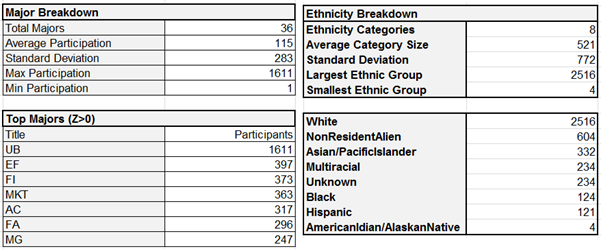 Major Breakdown
Total Majors 36
Average Participation 115
Standard Deviation 283
Max Participation 1611
Min Participation 1
Top Majors (Z>0)
Title Participants
UB 1611
EF 397
FI 373
MKT 363
AC 317
FA 296
MG 247
Ethnicity Breakdown
Ethnicity Categories 8
Average Category Size 521
Standard Deviation 772
Largest Ethnic Group 2516
Smallest Ethnic Group 4
White 2516
NonResidentAlien 604
Asian/PacificIslander 332
Multiracial 234
Unknown 234
Black 124
Hispanic 121
AmericanIdian/AlaskanNative 4